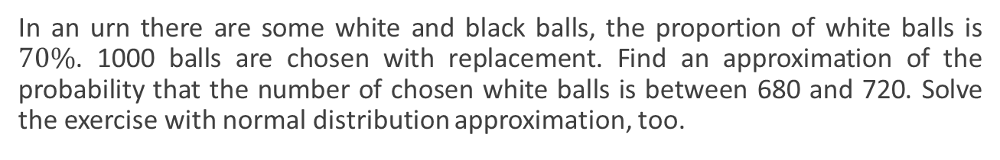 In an urn there are some white and black balls, the proportion of white balls is
70%. 1000 balls are chosen with replacement. Find an approximation of the
probability that the number of chosen white balls is between 680 and 720. Solve
the exercise with normal distribution approximation, too.